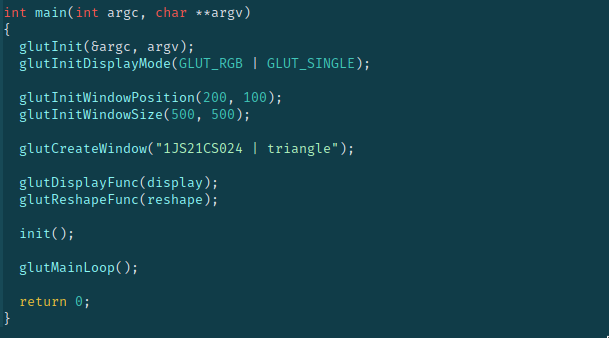 int main(int argc, char **argv)
{
  glutInit(&argc, argv);
  glutInitDisplayMode(GLUT_RGB | GLUT_SINGLE);

  glutInitWindowPosition(200, 100);
  glutInitWindowSize(500, 500);

  glutCreateWindow("1JS21CS024 | triangle");

  glutDisplayFunc(display);
  glutReshapeFunc(reshape);

  init();

  glutMainLoop();

  return 0;
}